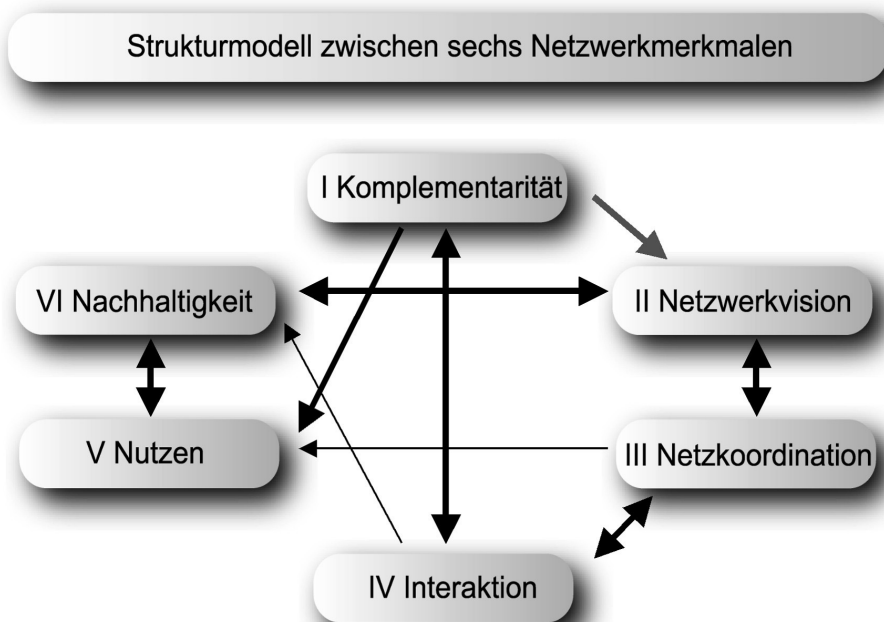 Strukturmodell zwischen sechs Netzwerkmerkmalen
I Komplementarität
VI Nachhaltigkeit
II Netzwerkvision
V Nutzen
III Netzkoordination
IV Interaktion